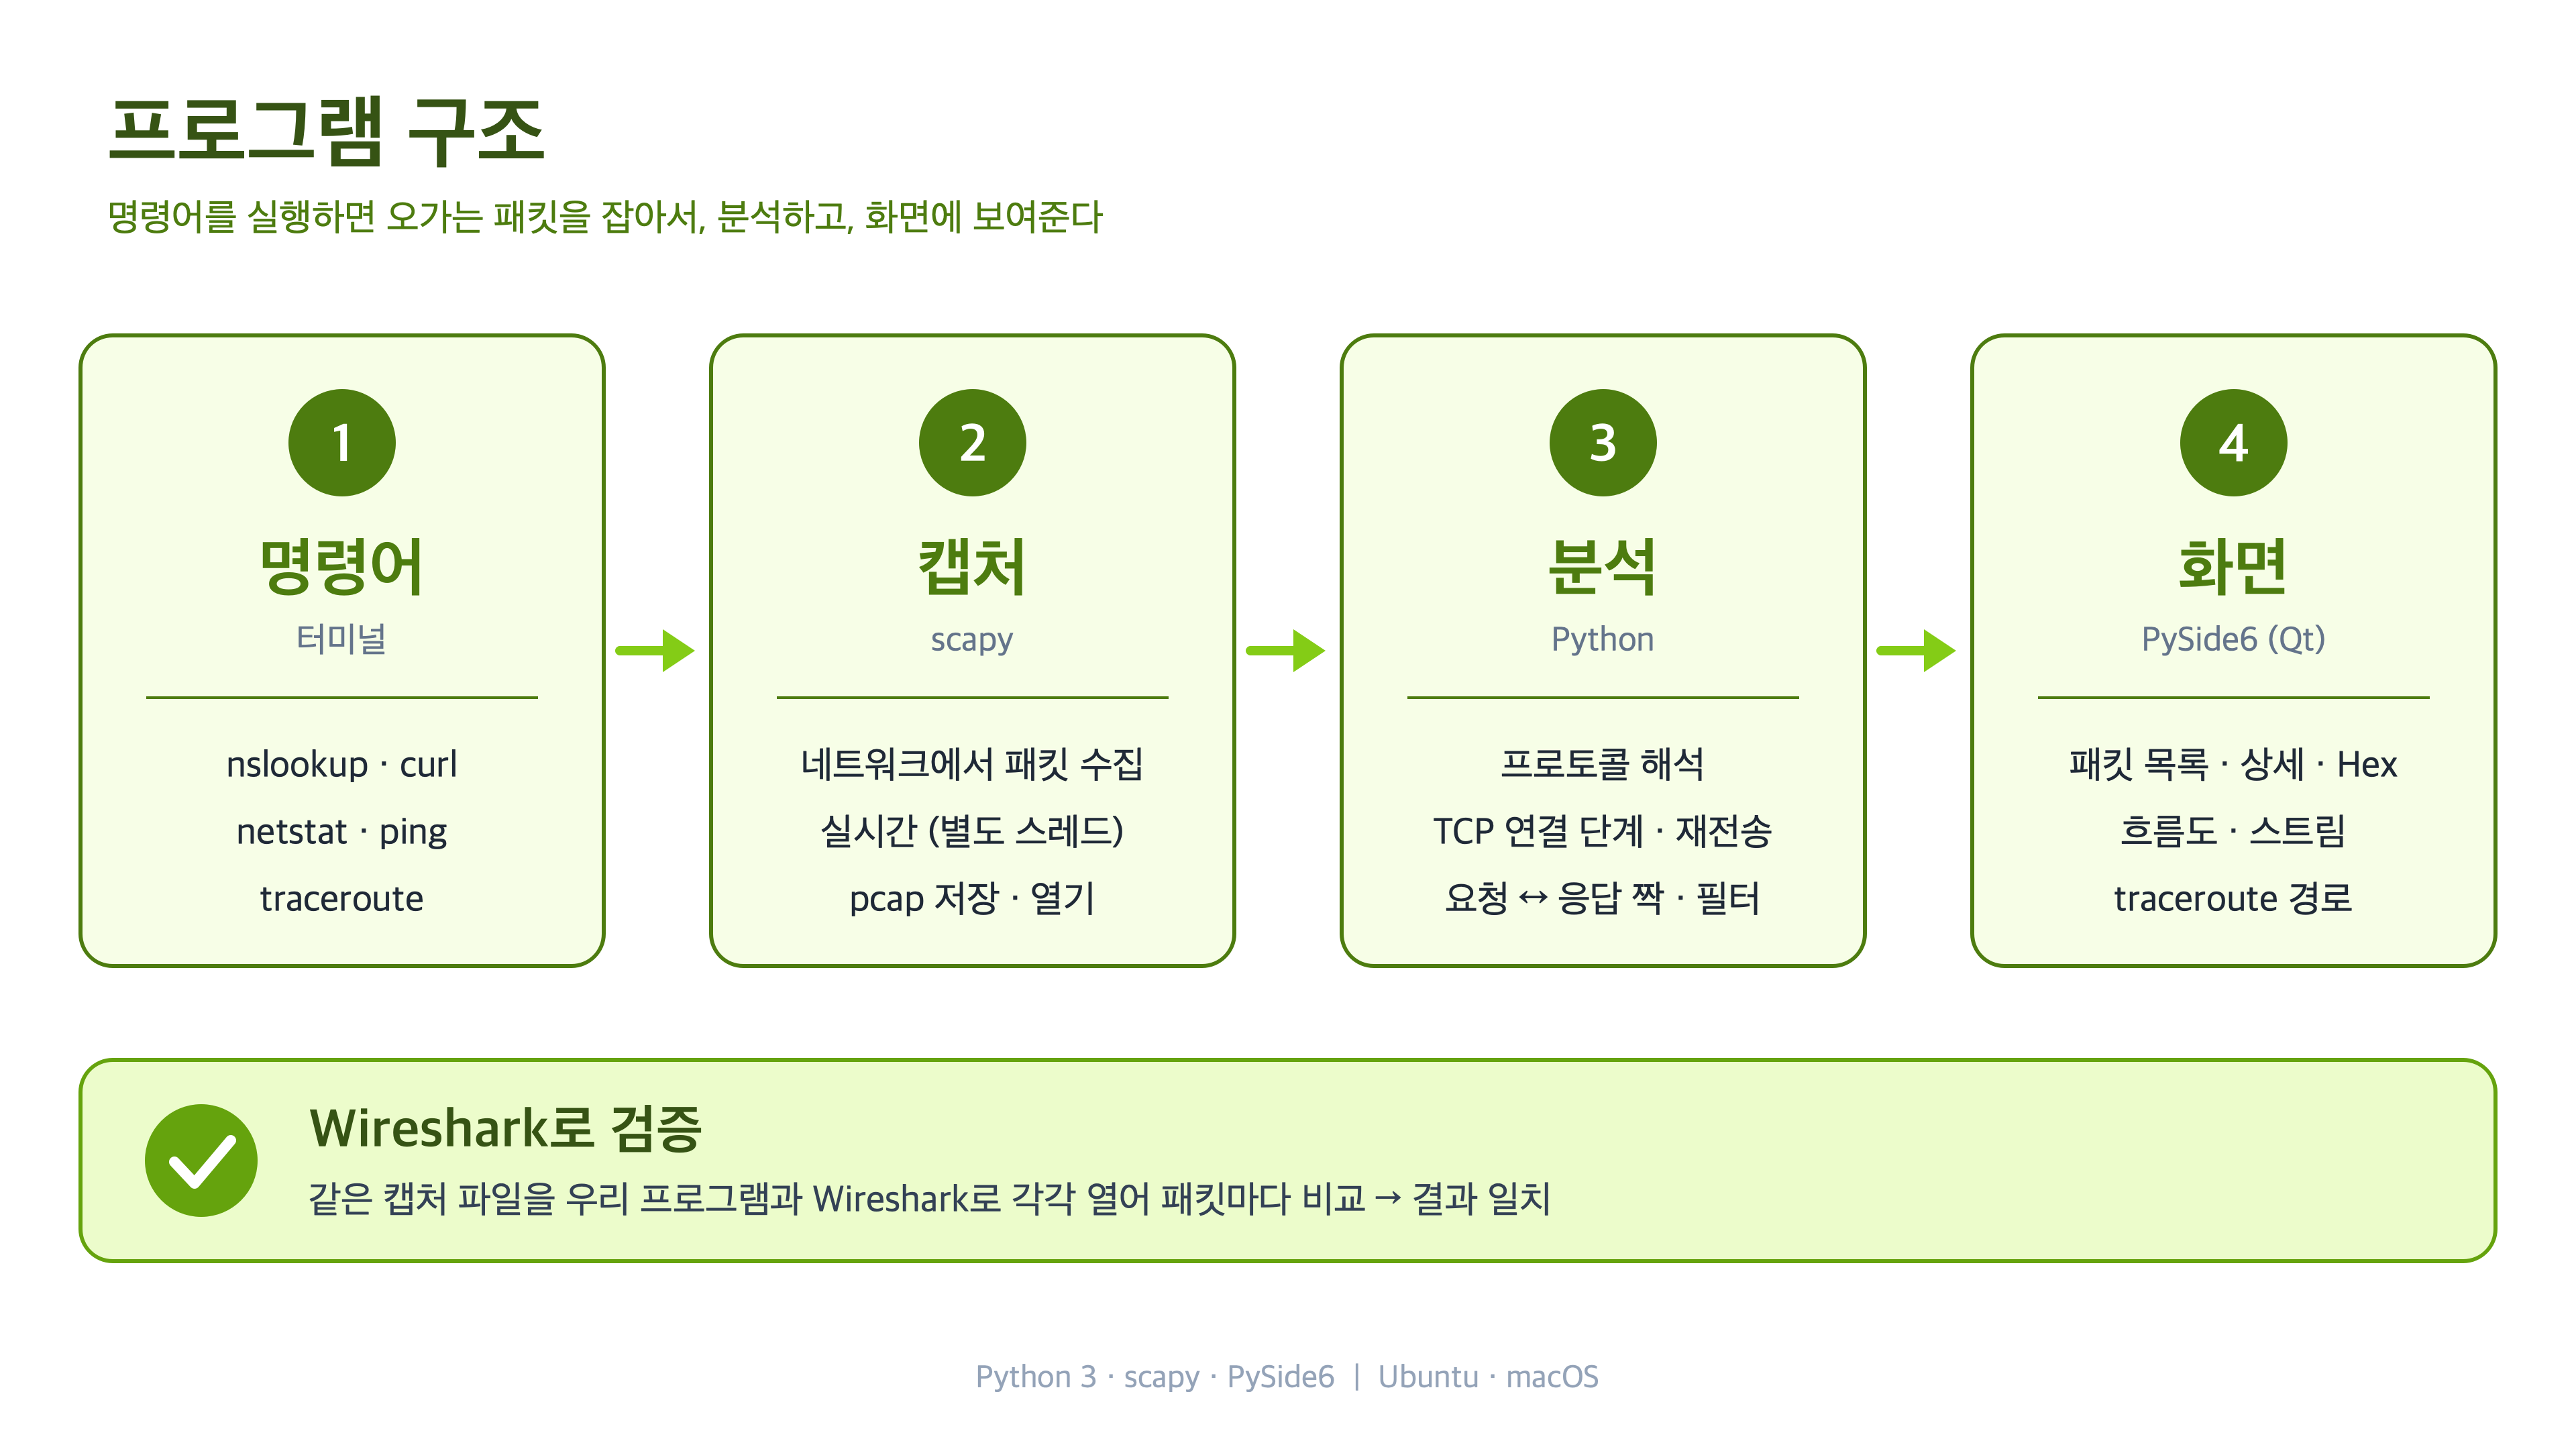 프로그램 구조
명령어를 실행하면 오가는 패킷을 잡아서, 분석하고, 화면에 보여준다
1
명령어
터미널
nslookup · curl
netstat · ping
traceroute
2
캡처
scapy
네트워크에서 패킷 수집
실시간 (별도 스레드)
pcap 저장 · 열기
3
분석
Python
프로토콜 해석
TCP 연결 단계 · 재전송
요청 ↔ 응답 짝 · 필터
4
화면
PySide6 (Qt)
패킷 목록 · 상세 · Hex
흐름도 · 스트림
traceroute 경로
Wireshark로 검증
같은 캡처 파일을 우리 프로그램과 Wireshark로 각각 열어 패킷마다 비교 → 결과 일치
Python 3 · scapy · PySide6 | Ubuntu · macOS